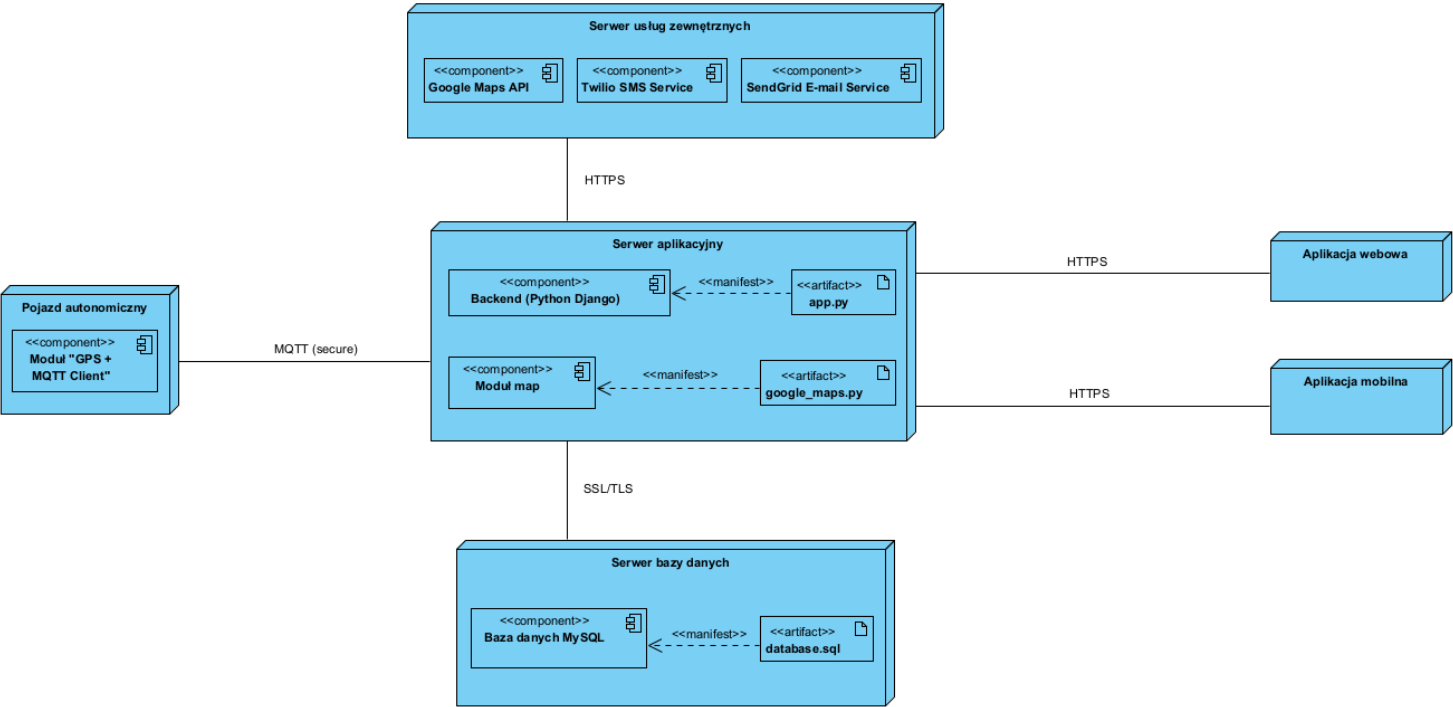 Serwer usług zewnętrznych
<<component>>
Google Maps API
<<component>>
Twilio SMS Service
<<component>>
SendGrid E-mail Service
HTTPS
Serwer aplikacyjny
<<component>>
Backend (Python Django)
<<manifest>>
<<artifact>>
app.py
<<component>>
Moduł map
<<manifest>>
<<artifact>>
google_maps.py
HTTPS
Aplikacja webowa
HTTPS
Aplikacja mobilna
Pojazd autonomiczny
<<component>>
Moduł "GPS +
MQTT Client"
MQTT (secure)
SSL/TLS
Serwer bazy danych
<<component>>
Baza danych MySQL
<<manifest>>
<<artifact>>
database.sql